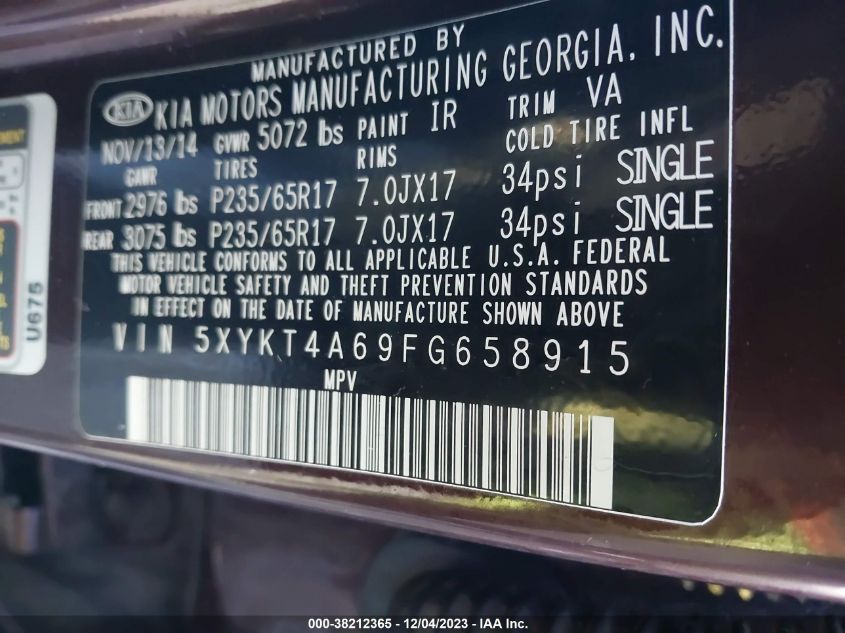 MANUFACTURED BY
KIA KIA MOTORS MANUFACTURING GEORGIA, INC.
NOV/13/14 GVWR 5072 lbs PAINT IR TRIM VA
GAWR TIRES RIMS COLD TIRE INFL
FRONT 2976 lbs P235/65R17 7.0JX17 34psi SINGLE
REAR 3075 lbs P235/65R17 7.0JX17 34psi SINGLE
THIS VEHICLE CONFORMS TO ALL APPLICABLE U.S.A. FEDERAL
MOTOR VEHICLE SAFETY AND THEFT PREVENTION STANDARDS
IN EFFECT ON THE DATE OF MANUFACTURE SHOWN ABOVE
VIN 5XYKT4A69FG658915
MPV
U675
000-38212365 - 12/04/2023 - IAA Inc.